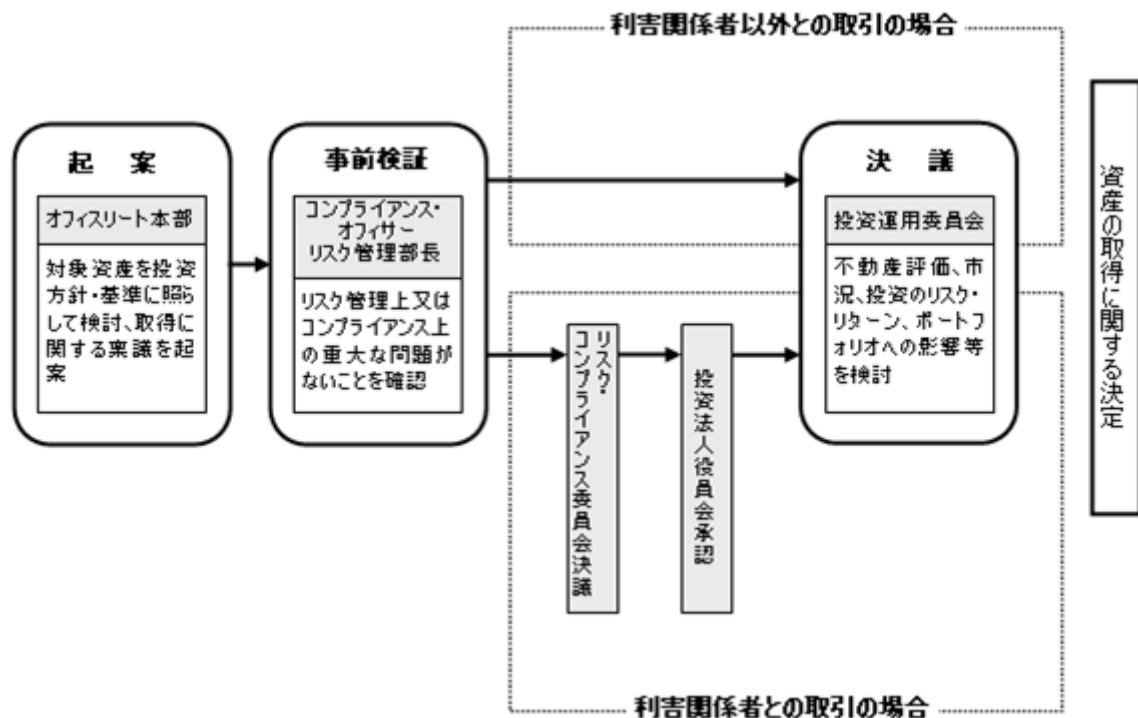 利害関係者以外との取引の場合
起 案
オフィスリート本部
対象資産を投資
方針・基準に照ら
して検討、取得に
関する稟議を起
案
事前検証
コンプライアンス・
オフィサー
リスク管理部長
リスク管理上又は
コンプライアンス上
の重大な問題が
ないことを確認
リスク・
コンプライアンス委員会決議
投資法人役員会承認
決 議
投資運用委員会
不動産評価、市
況、投資のリスク・
リターン、ポートフ
ォリオへの影響等
を検討
資産の取得に関する決定
利害関係者との取引の場合